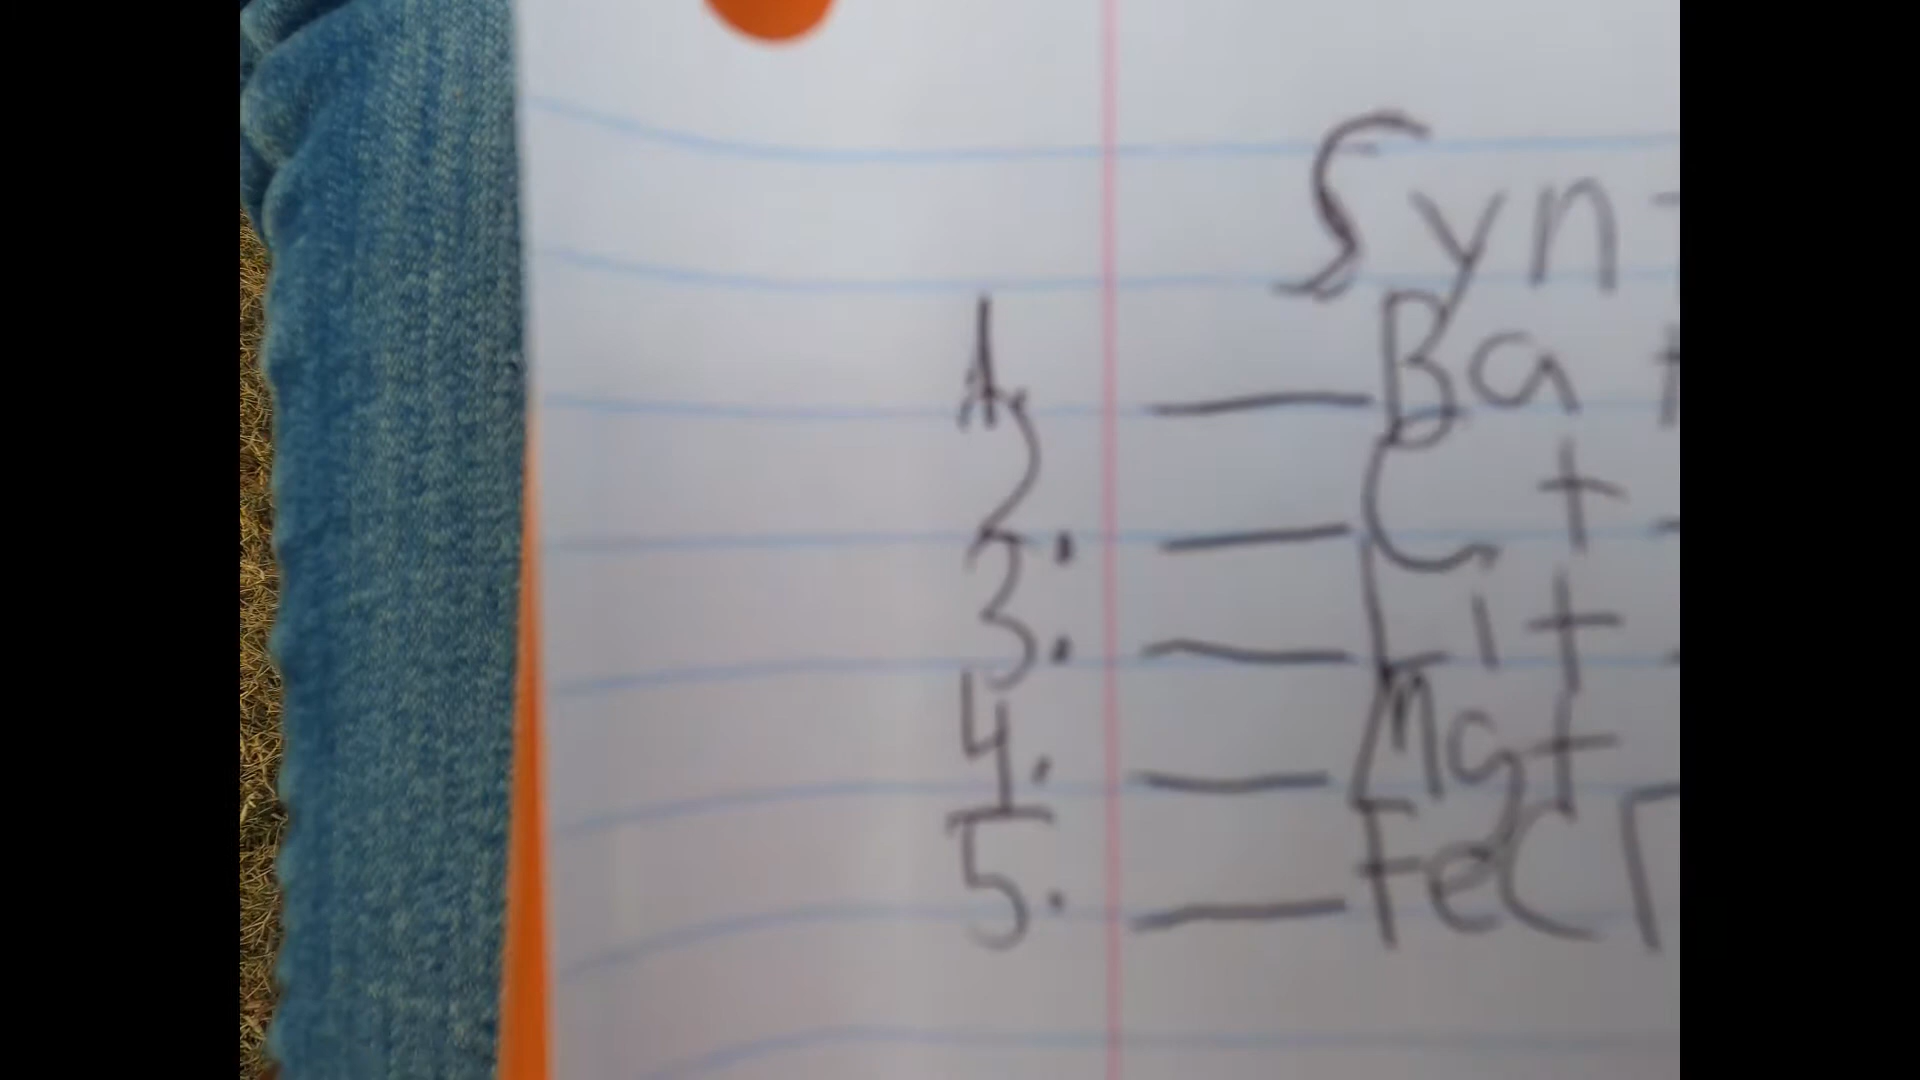 Syn
1. ___ Ba +
2. ___ C +
3. ___ Li +
4. ___ Mg +
5. ___ FeCl